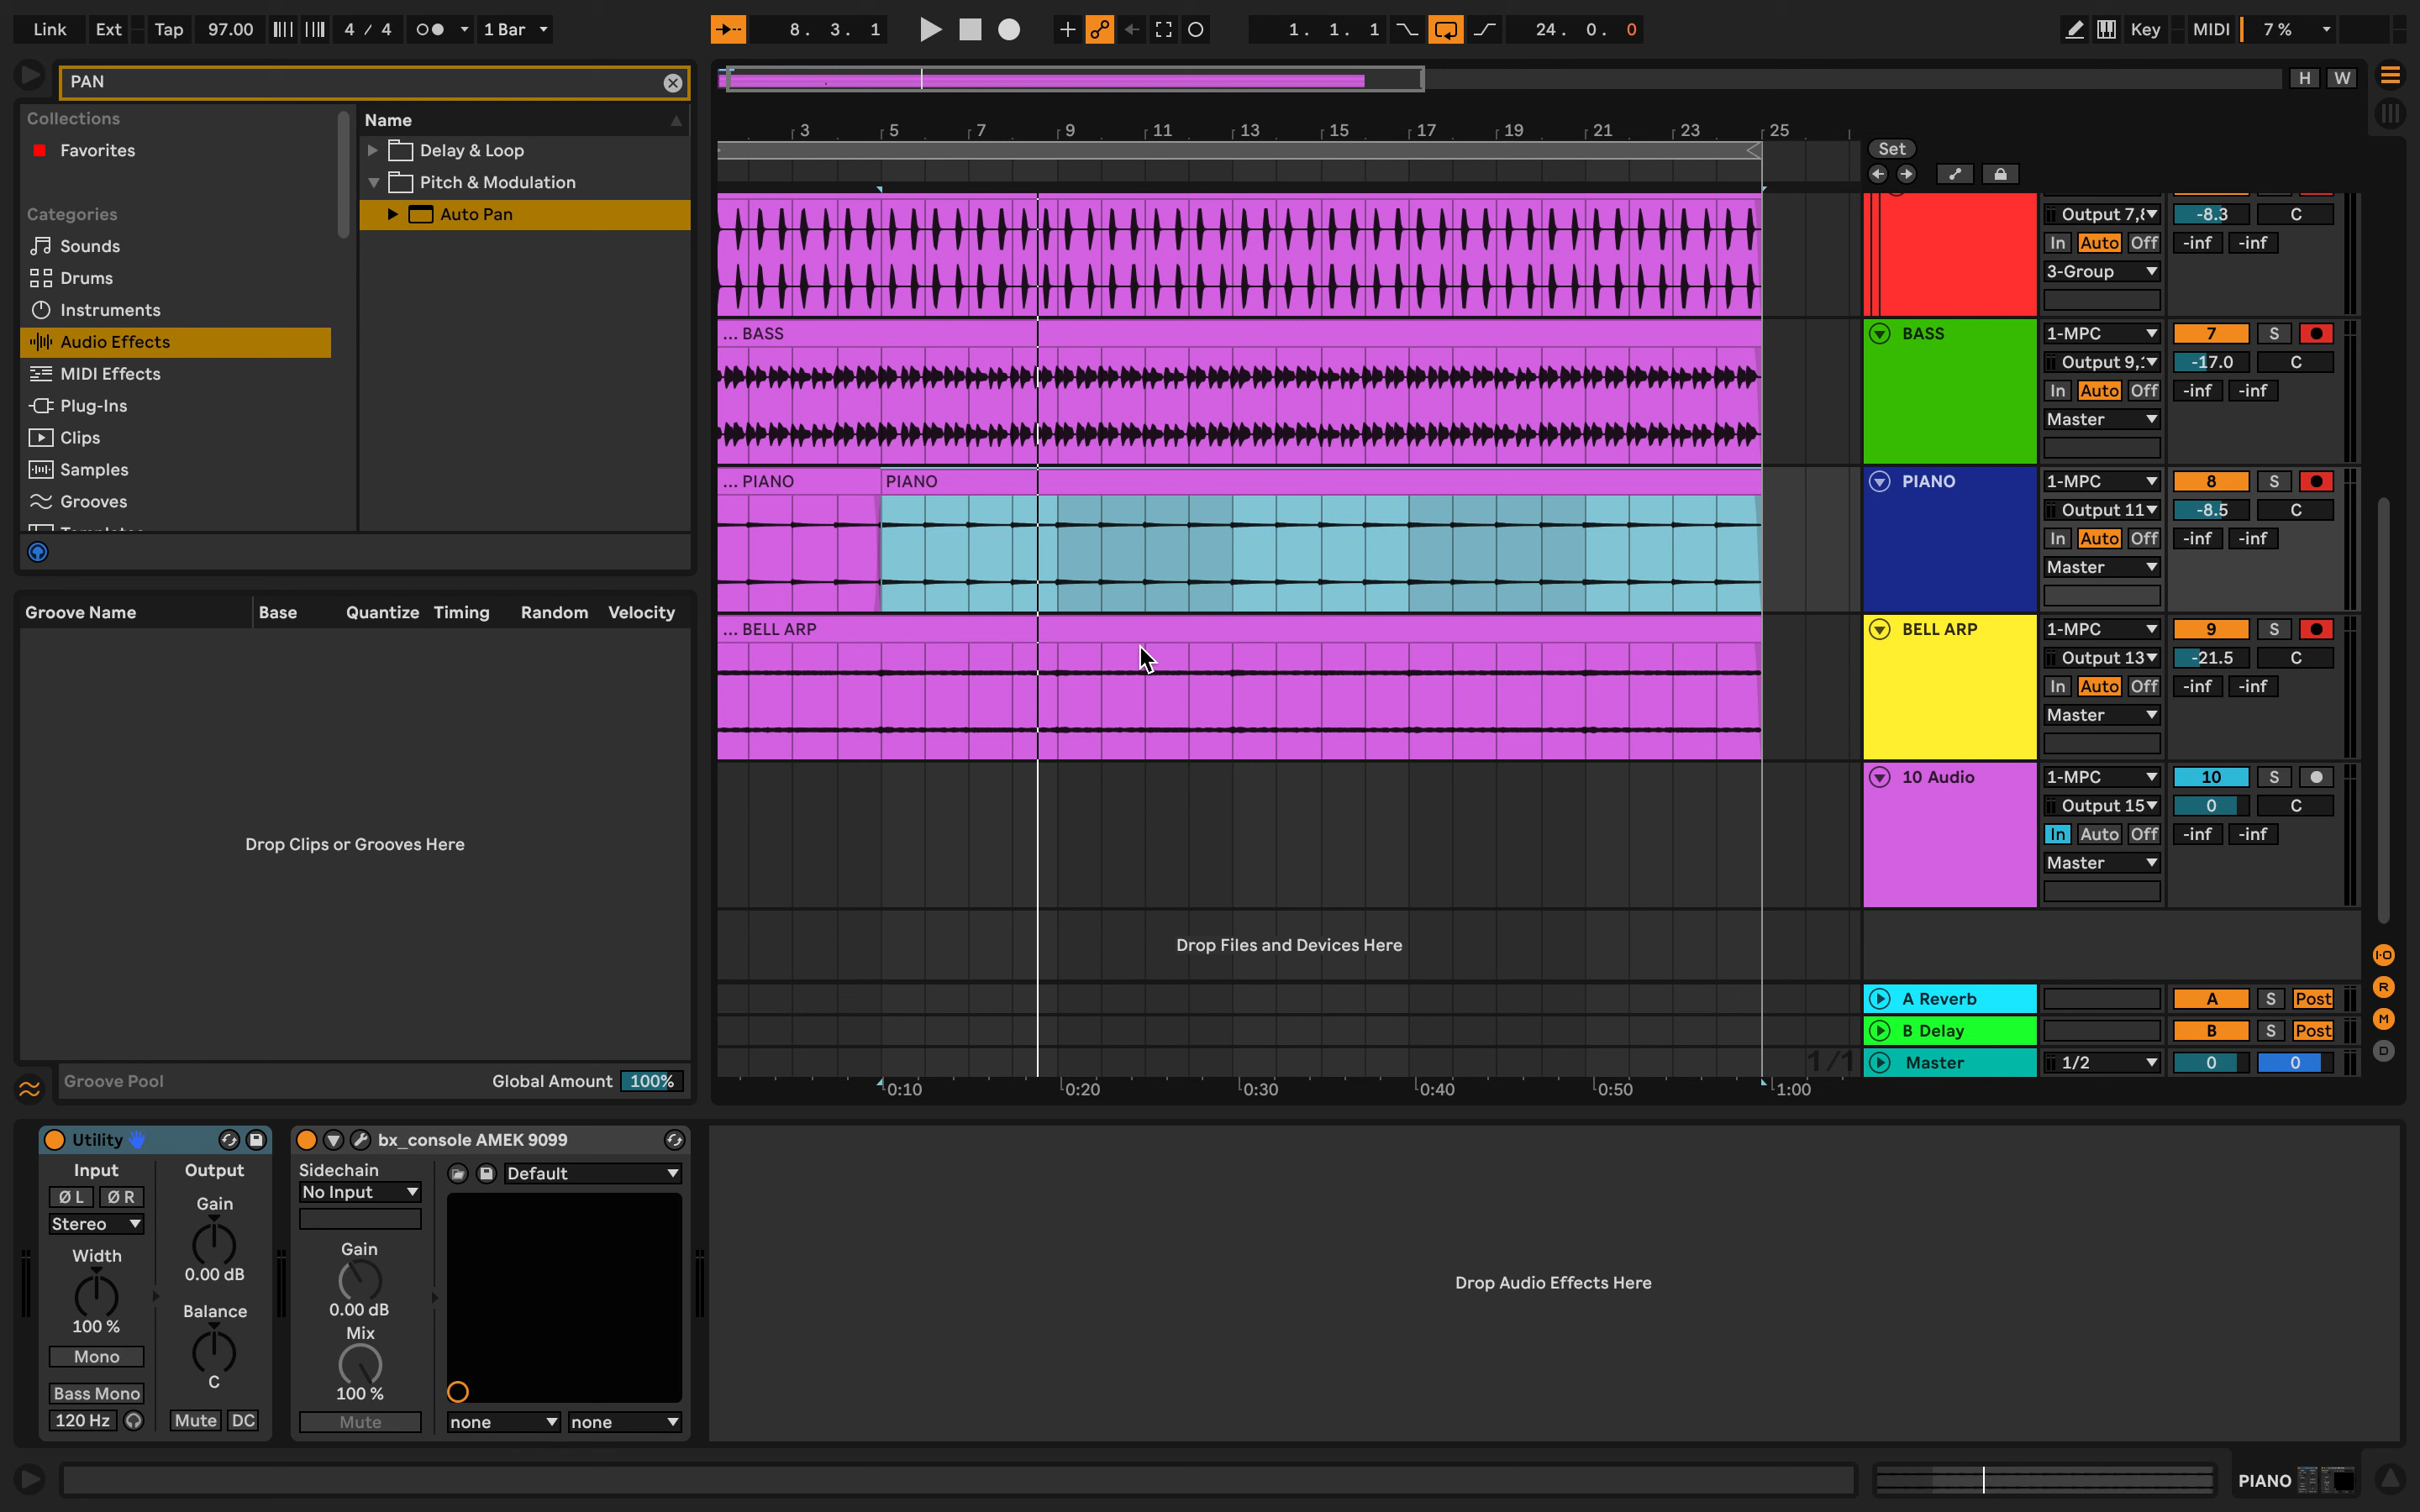 Link Ext Tap 97.00 4 / 4 1 Bar 8. 3. 1 1. 1. 1 24. 0. 0 Key MIDI 7 %
PAN
H W
Collections
Favorites
Categories
Sounds
Drums
Instruments
Audio Effects
MIDI Effects
Plug-Ins
Clips
Samples
Grooves
Name
Delay & Loop
Pitch & Modulation
Auto Pan
Groove Name Base Quantize Timing Random Velocity
Drop Clips or Grooves Here
Groove Pool Global Amount 100%
3 5 7 9 11 13 15 17 19 21 23 25
Set
Output 7,8 -8.3 C
In Auto Off -inf -inf
3-Group
... BASS
BASS 1-MPC 7 S
Output 9,: -17.0 C
In Auto Off -inf -inf
Master
... PIANO PIANO
PIANO 1-MPC 8 S
Output 11 -8.5 C
In Auto Off -inf -inf
Master
... BELL ARP
BELL ARP 1-MPC 9 S
Output 13 -21.5 C
In Auto Off -inf -inf
Master
10 Audio 1-MPC 10 S
Output 15 0 C
In Auto Off -inf -inf
Master
Drop Files and Devices Here
I·O
A Reverb A S Post R
B Delay B S Post M
1/1 Master 1/2 0 0 D
0:10 0:20 0:30 0:40 0:50 1:00
Utility
Input Output
Ø L Ø R Gain
Stereo
Width 0.00 dB
100 % Balance
Mono
Bass Mono C
120 Hz Mute DC
bx_console AMEK 9099
Sidechain Default
No Input
Gain
0.00 dB
Mix
100 %
Mute none none
Drop Audio Effects Here
PIANO